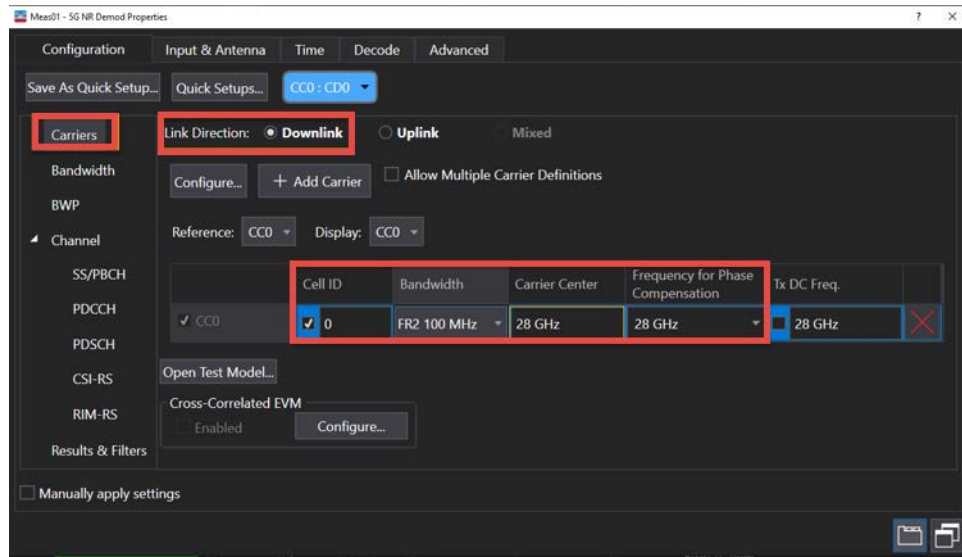 Meas01 - 5G NR Demod Properties ? ×
Configuration Input & Antenna Time Decode Advanced
Save As Quick Setup... Quick Setups... CC0 : CD0
Carriers Link Direction: Downlink Uplink Mixed
Bandwidth Configure... + Add Carrier Allow Multiple Carrier Definitions
BWP
Channel Reference: CC0 Display: CC0
SS/PBCH Cell ID Bandwidth Carrier Center Frequency for Phase
Compensation Tx DC Freq.
PDCCH CC0 0 FR2 100 MHz 28 GHz 28 GHz 28 GHz
PDSCH
CSI-RS Open Test Model...
Cross-Correlated EVM
RIM-RS Enabled Configure...
Results & Filters
Manually apply settings